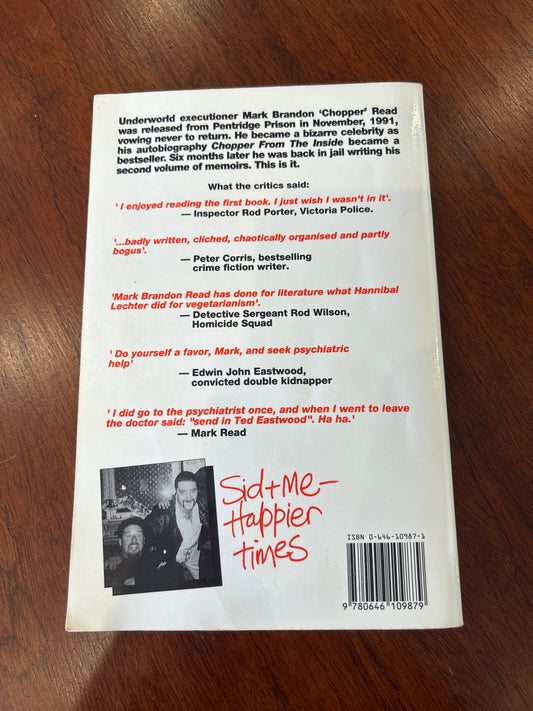 Underworld executioner Mark Brandon 'Chopper' Read
was released from Pentridge Prison in November, 1991,
vowing never to return. He became a bizarre celebrity as
his autobiography Chopper From The Inside became a
bestseller. Six months later he was back in jail writing his
second volume of memoirs. This is it.
What the critics said:
' I enjoyed reading the first book. I just wish I wasn't in it'.
— Inspector Rod Porter, Victoria Police.
'...badly written, cliched, chaotically organised and partly
bogus'.
— Peter Corris, bestselling
crime fiction writer.
'Mark Brandon Read has done for literature what Hannibal
Lechter did for vegetarianism'.
— Detective Sergeant Rod Wilson,
Homicide Squad
' Do yourself a favor, Mark, and seek psychiatric
help'
— Edwin John Eastwood,
convicted double kidnapper
' I did go to the psychiatrist once, and when I went to leave
the doctor said: "send in Ted Eastwood". Ha ha.'
— Mark Read
Sid+Me-
Happier
times
ISBN 0-646-10987-1
9 780646 109879